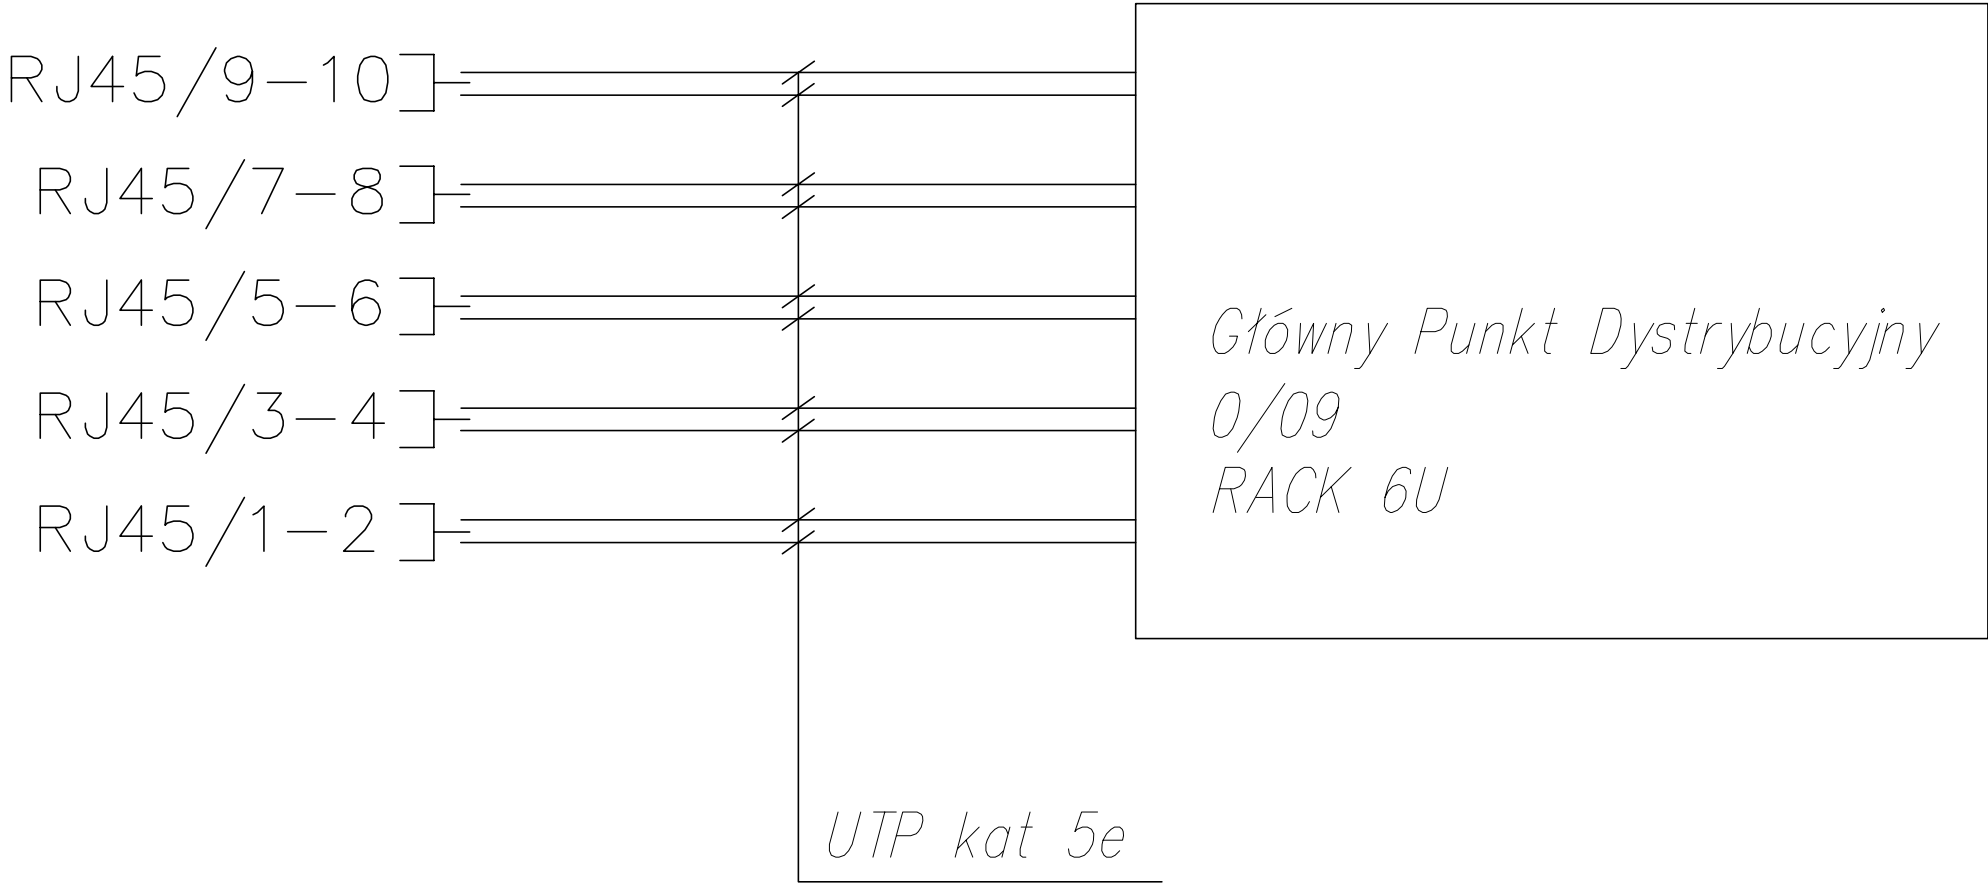 RJ45/9-10
RJ45/7-8
RJ45/5-6
RJ45/3-4
RJ45/1-2
Główny Punkt Dystrybucyjny
0/09
RACK 6U
UTP kat 5e